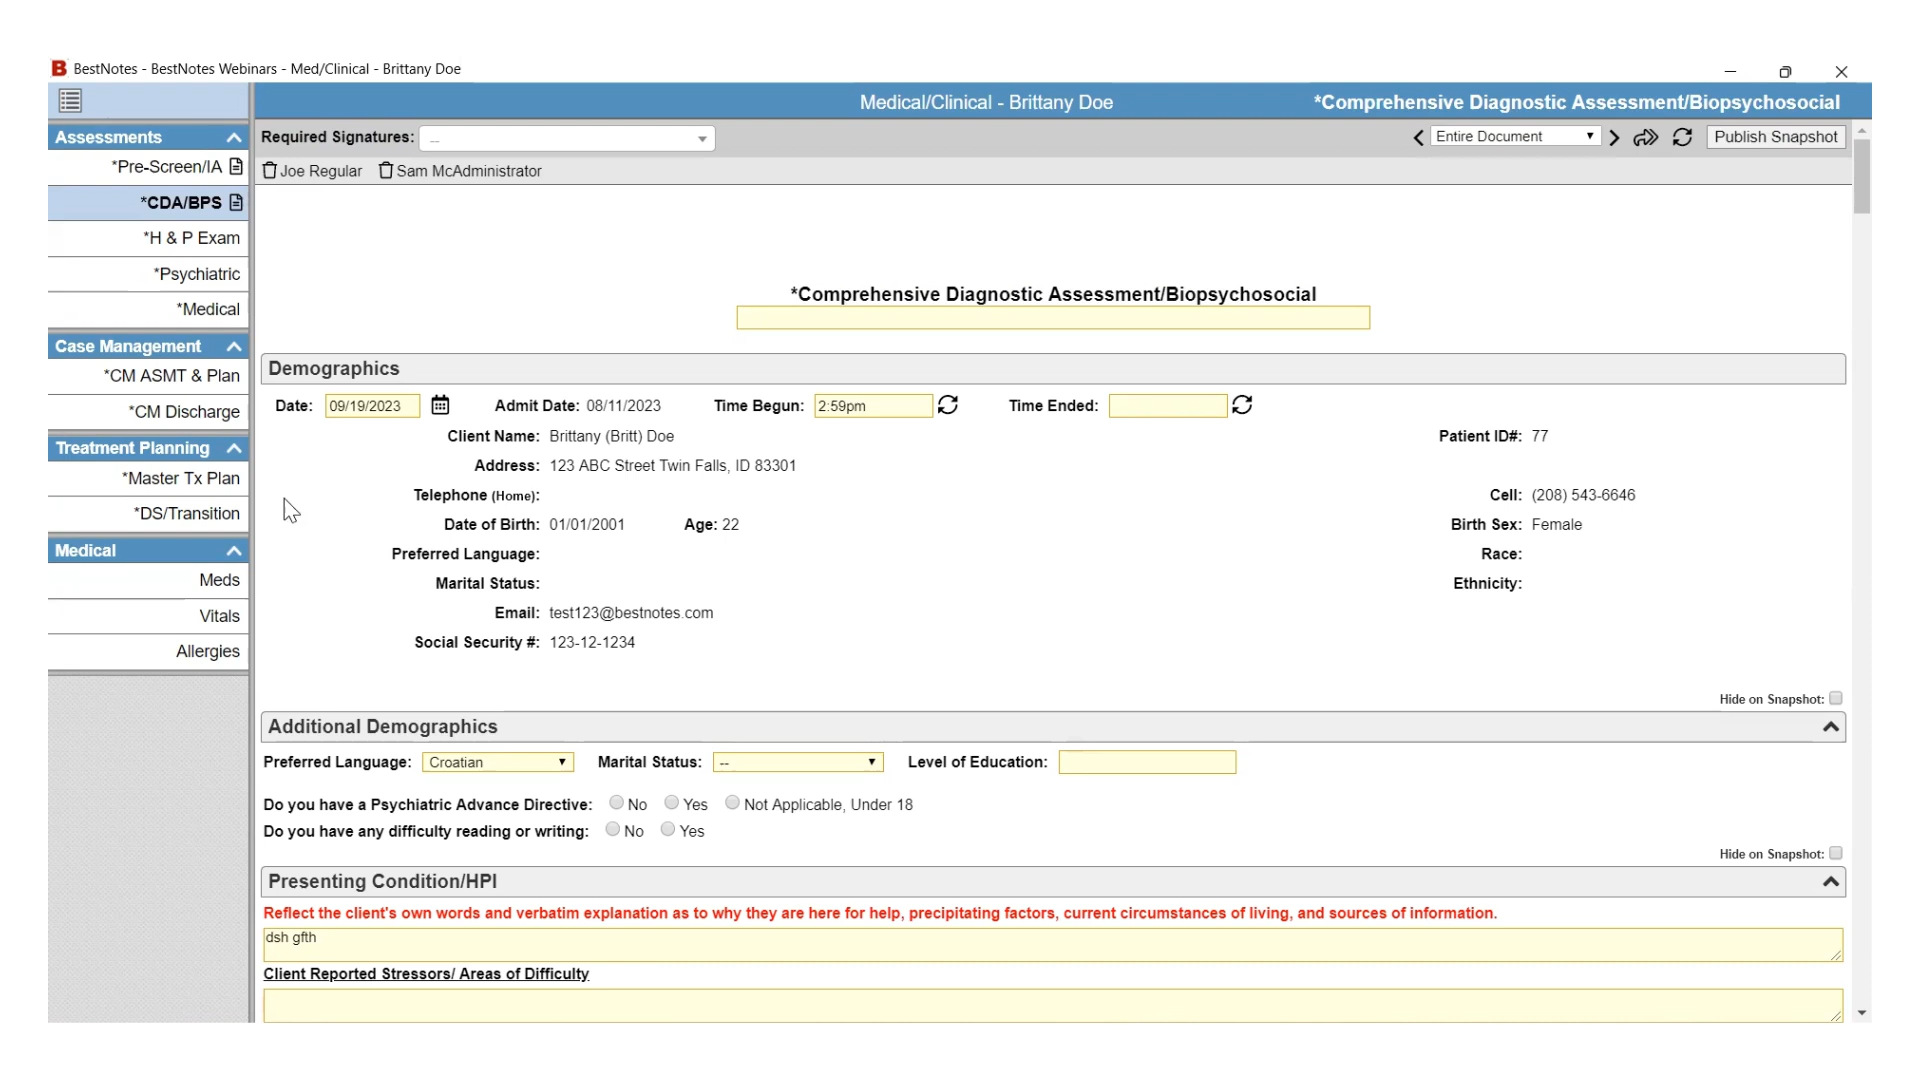 BestNotes - BestNotes Webinars - Med/Clinical - Brittany Doe
Medical/Clinical - Brittany Doe
*Comprehensive Diagnostic Assessment/Biopsychosocial
Assessments
*Pre-Screen/IA
*CDA/BPS
*H & P Exam
*Psychiatric
*Medical
Case Management
*CM ASMT & Plan
*CM Discharge
Treatment Planning
*Master Tx Plan
*DS/Transition
Medical
Meds
Vitals
Allergies
Required Signatures: --
Entire Document
Publish Snapshot
Joe Regular Sam McAdministrator
*Comprehensive Diagnostic Assessment/Biopsychosocial
Demographics
Date: 09/19/2023 Admit Date: 08/11/2023 Time Begun: 2:59pm Time Ended:
Client Name: Brittany (Britt) Doe Patient ID#: 77
Address: 123 ABC Street Twin Falls, ID 83301
Telephone (Home): Cell: (208) 543-6646
Date of Birth: 01/01/2001 Age: 22 Birth Sex: Female
Preferred Language: Race:
Marital Status: Ethnicity:
Email: test123@bestnotes.com
Social Security #: 123-12-1234
Hide on Snapshot:
Additional Demographics
Preferred Language: Croatian Marital Status: -- Level of Education:
Do you have a Psychiatric Advance Directive: No Yes Not Applicable, Under 18
Do you have any difficulty reading or writing: No Yes
Hide on Snapshot:
Presenting Condition/HPI
Reflect the client's own words and verbatim explanation as to why they are here for help, precipitating factors, current circumstances of living, and sources of information.
dsh gfth
Client Reported Stressors/ Areas of Difficulty